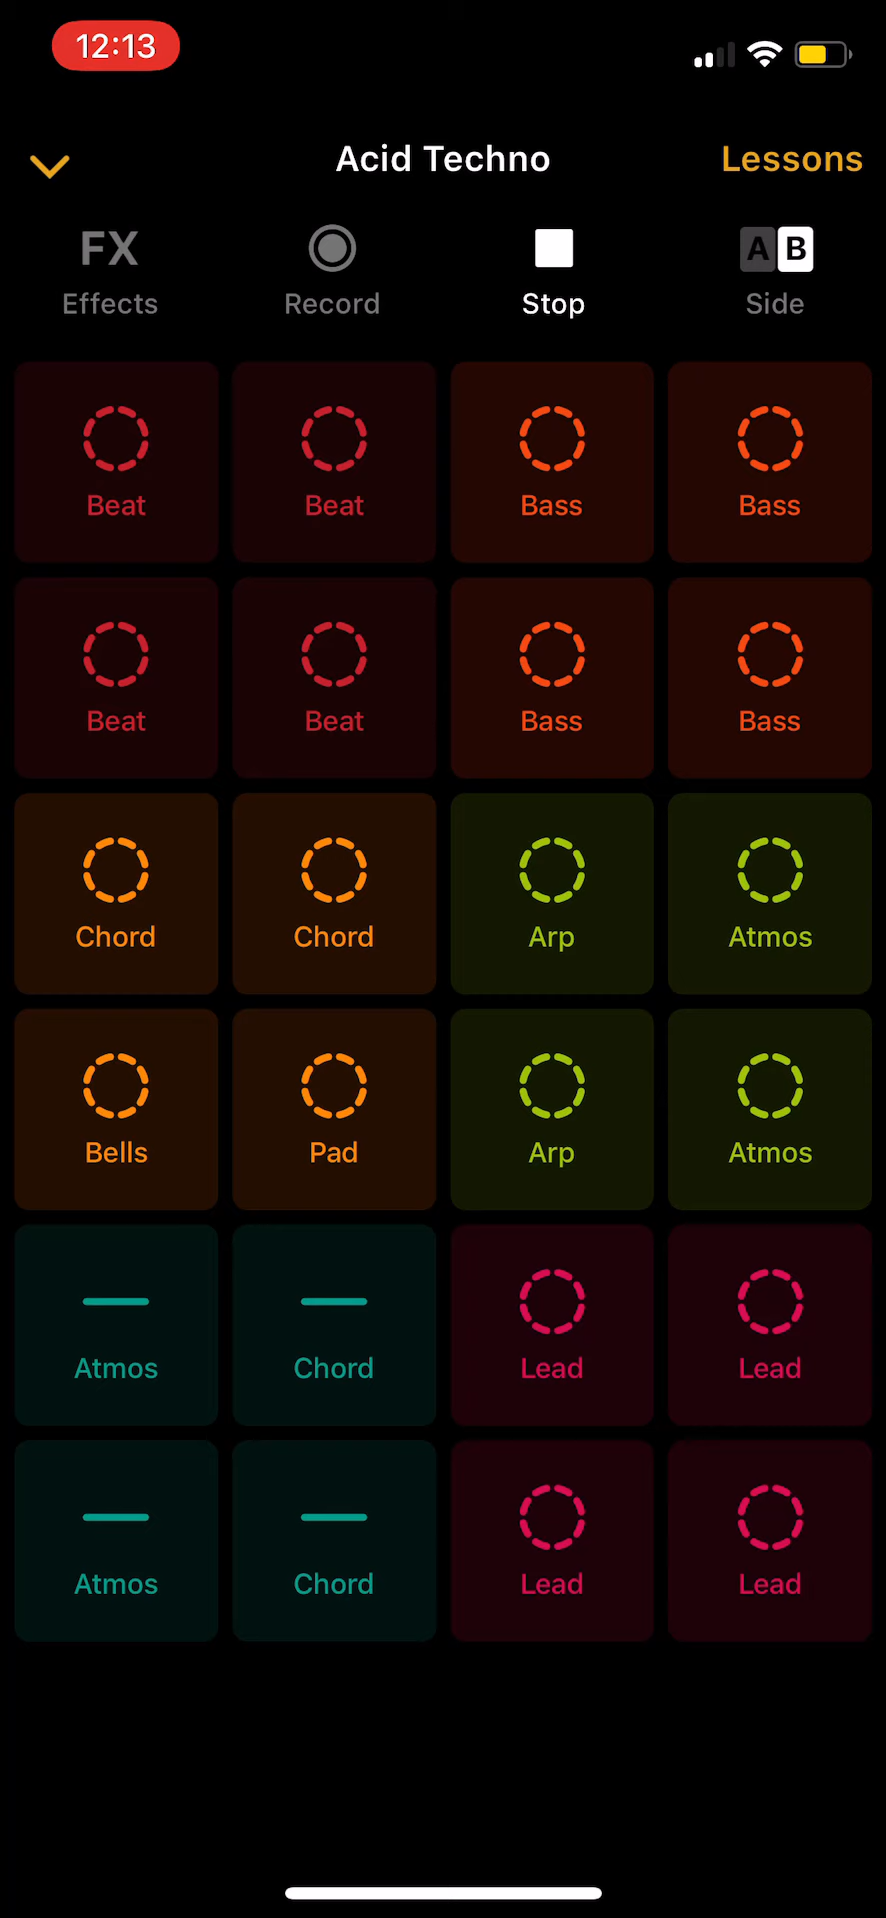 12:13
Acid Techno Lessons
FX A B
Effects Record Stop Side
Beat Beat Bass Bass
Beat Beat Bass Bass
Chord Chord Arp Atmos
Bells Pad Arp Atmos
Atmos Chord Lead Lead
Atmos Chord Lead Lead